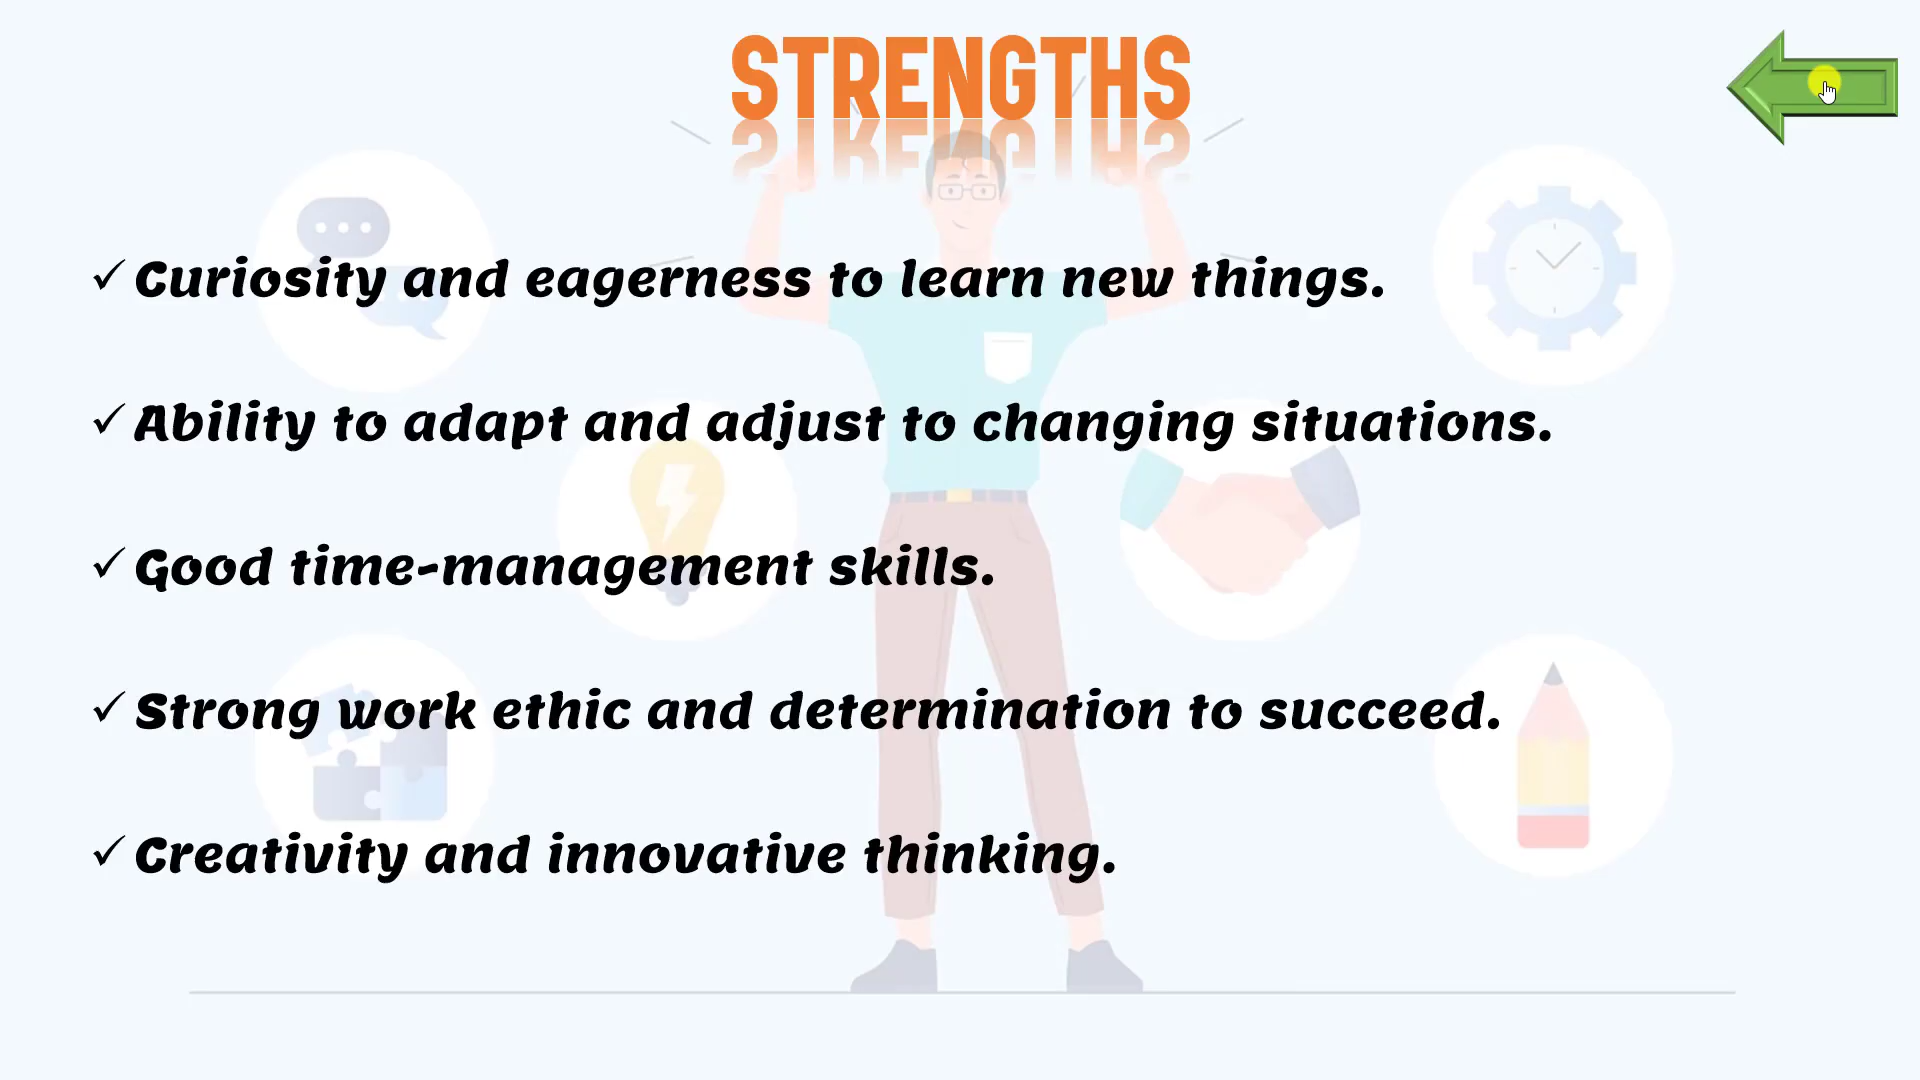 STRENGTHS
✓ Curiosity and eagerness to learn new things.
✓ Ability to adapt and adjust to changing situations.
✓ Good time-management skills.
✓ Strong work ethic and determination to succeed.
✓ Creativity and innovative thinking.